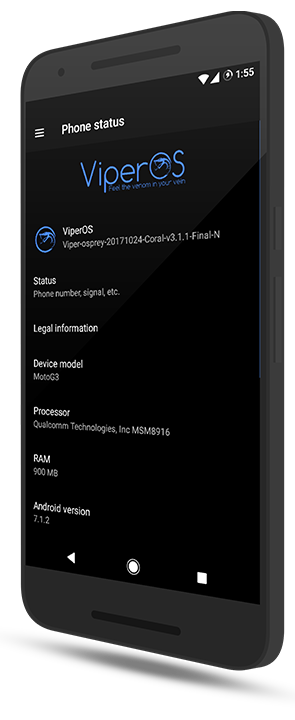 1:55
Phone status
ViperOS
Feel the venom in your vein
ViperOS
Viper-osprey-20171024-Coral-v3.1.1-Final-N
Status
Phone number, signal, etc.
Legal information
Device model
MotoG3
Processor
Qualcomm Technologies, Inc MSM8916
RAM
900 MB
Android version
7.1.2